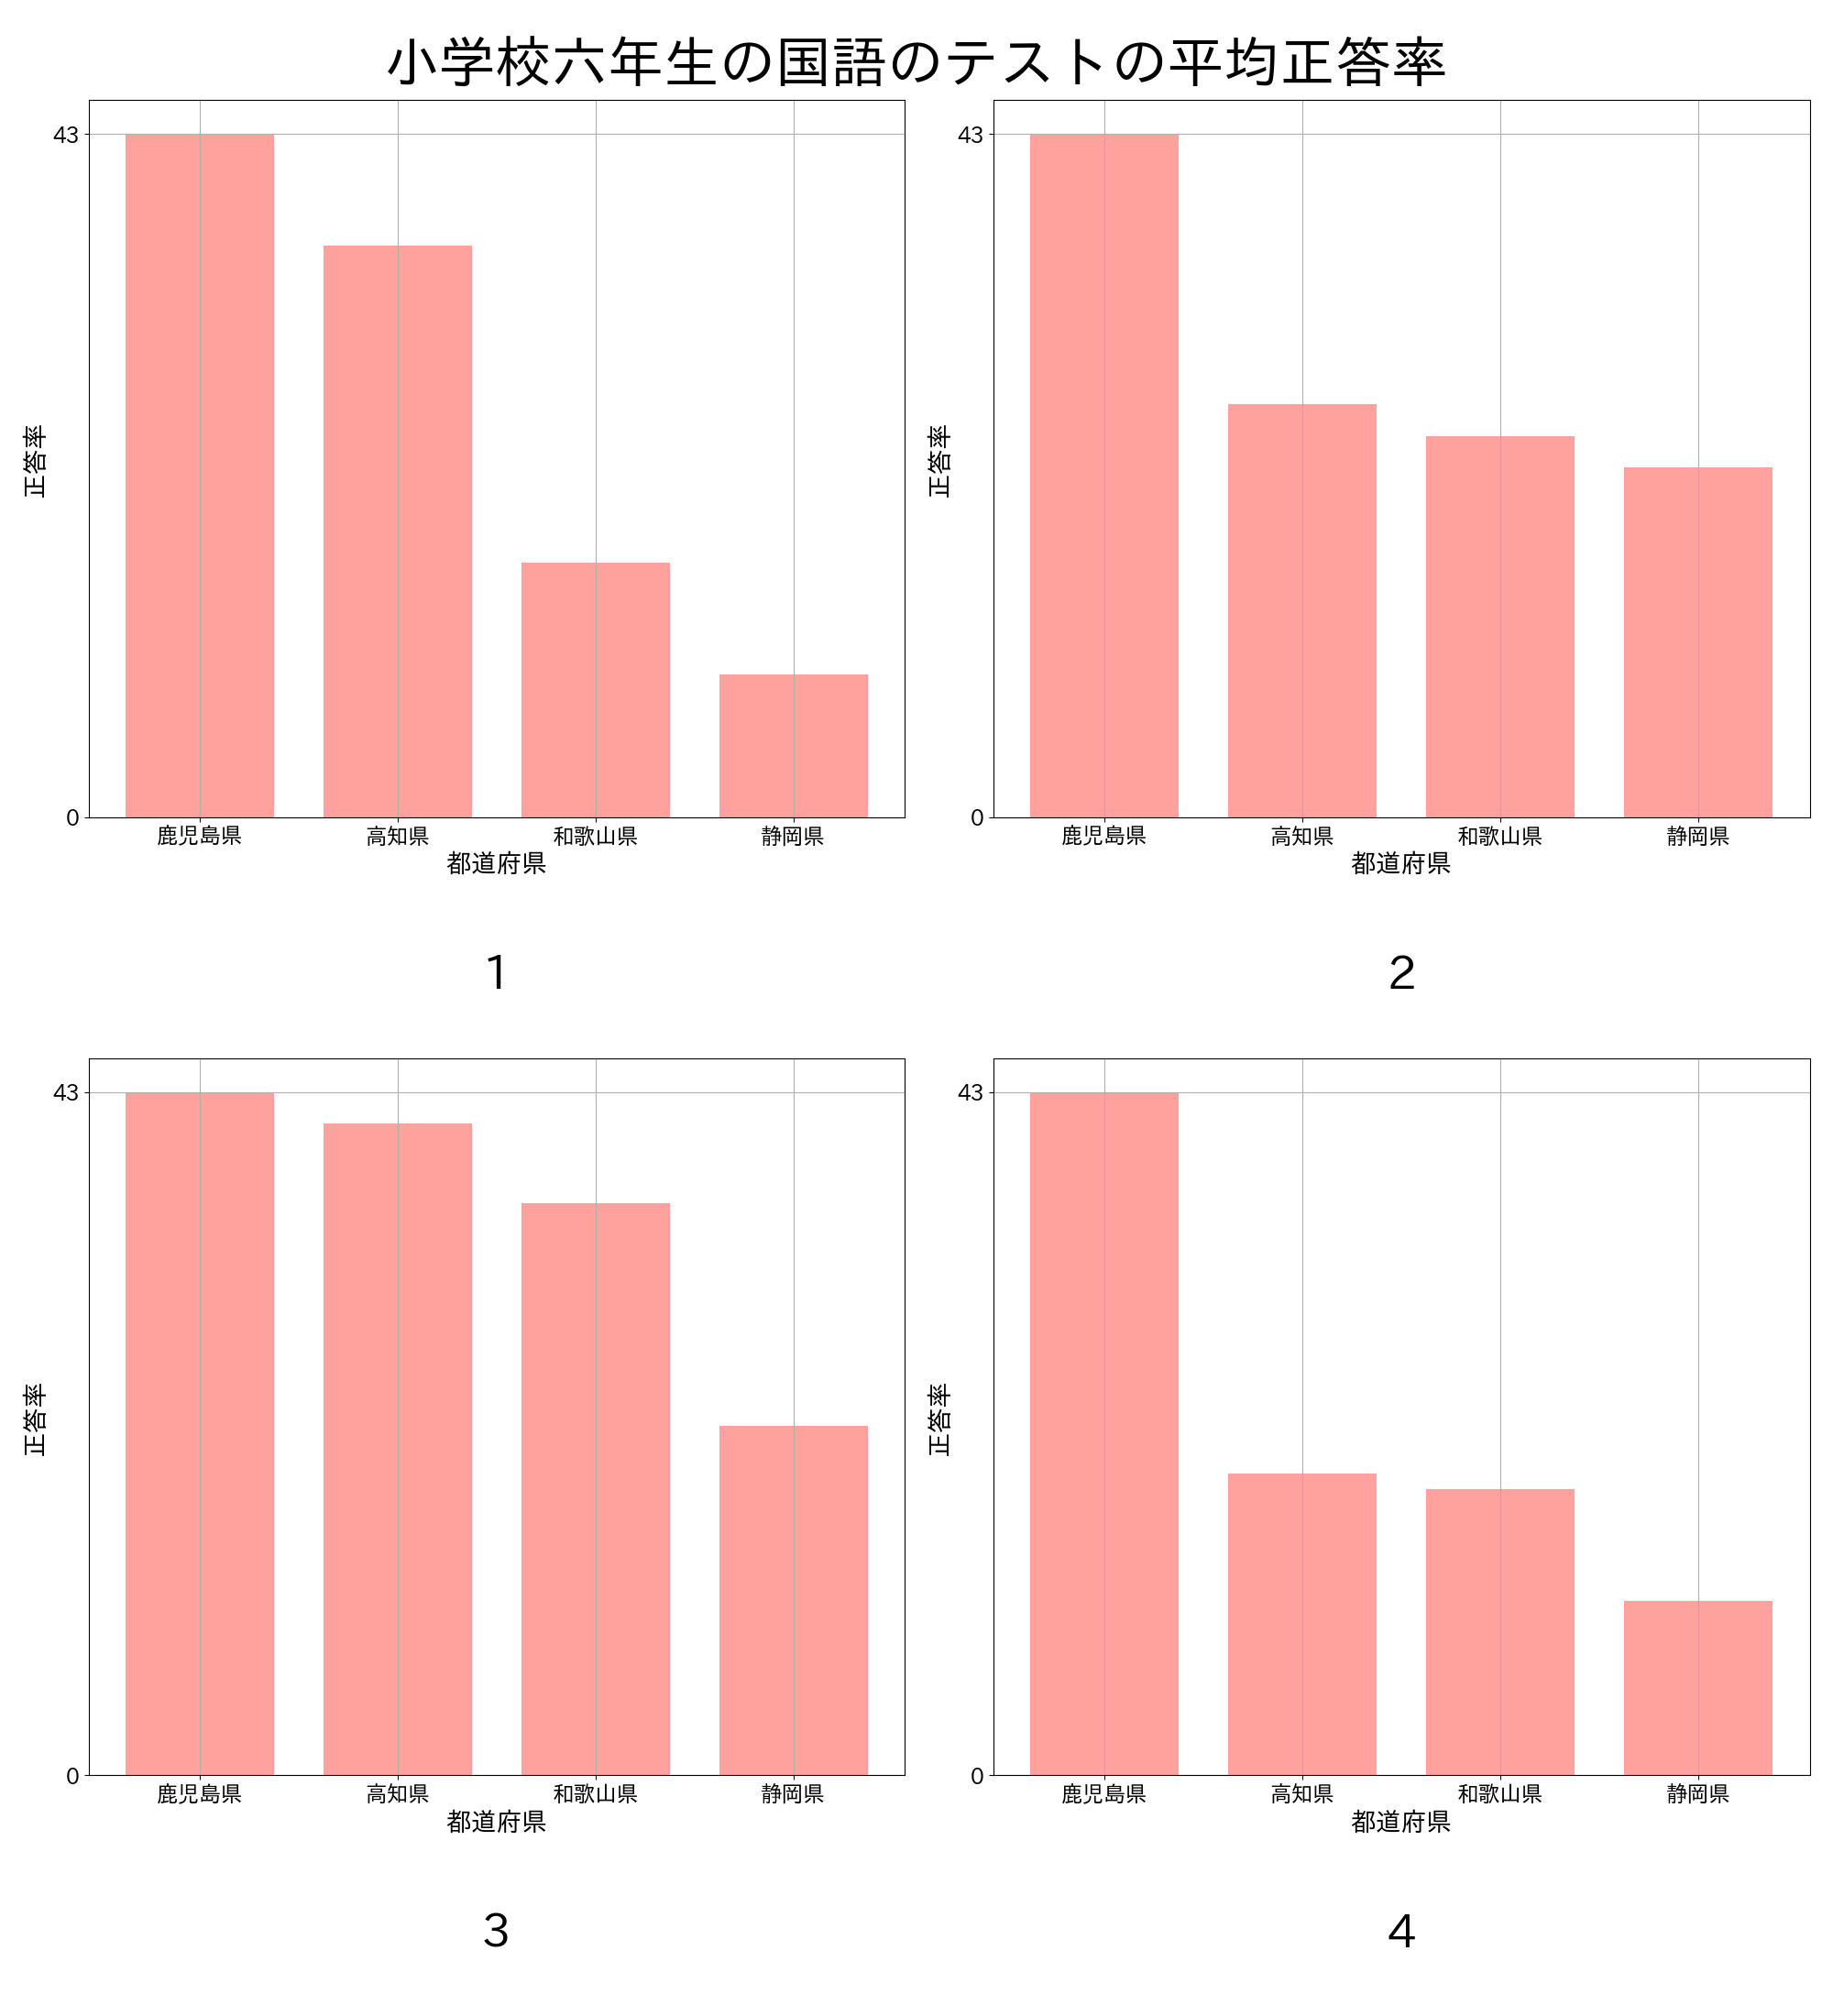 小学校六年生の国語のテストの平均正答率
43
0
正答率
鹿児島県 高知県 和歌山県 静岡県
都道府県
1
43
0
正答率
鹿児島県 高知県 和歌山県 静岡県
都道府県
2
43
0
正答率
鹿児島県 高知県 和歌山県 静岡県
都道府県
3
43
0
正答率
鹿児島県 高知県 和歌山県 静岡県
都道府県
4